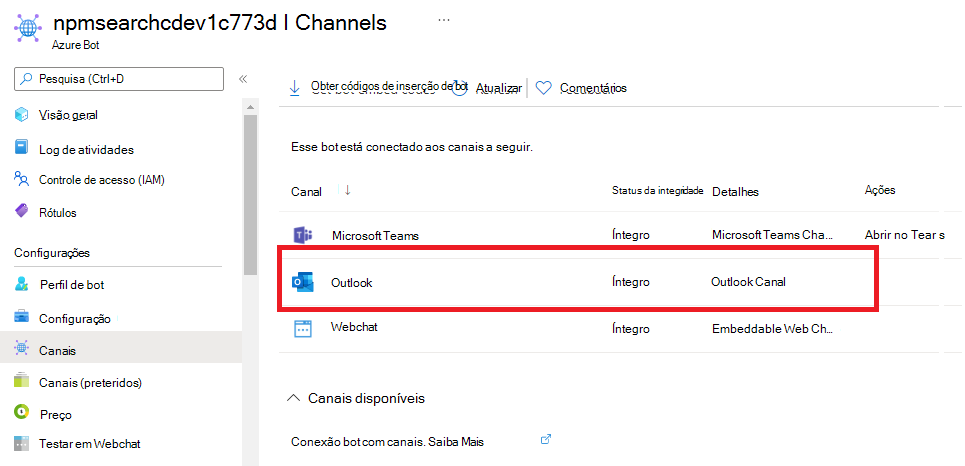 npmsearchcdev1c773d | Channels
...
Azure Bot
Pesquisa (Ctrl+D
«
Visão geral
Log de atividades
Controle de acesso (IAM)
Rótulos
Configurações
Perfil de bot
Configuração
Canais
Canais (preteridos)
Preço
Testar em Webchat
Obter códigos de inserção de bot
Atualizar
Comentários
Esse bot está conectado aos canais a seguir.
Canal ↓ Status da integridade Detalhes Ações
Microsoft Teams Íntegro Microsoft Teams Cha... Abrir no Tear s
Outlook Íntegro Outlook Canal
Webchat Íntegro Embeddable Web Ch...
Canais disponíveis
Conexão bot com canais. Saiba Mais